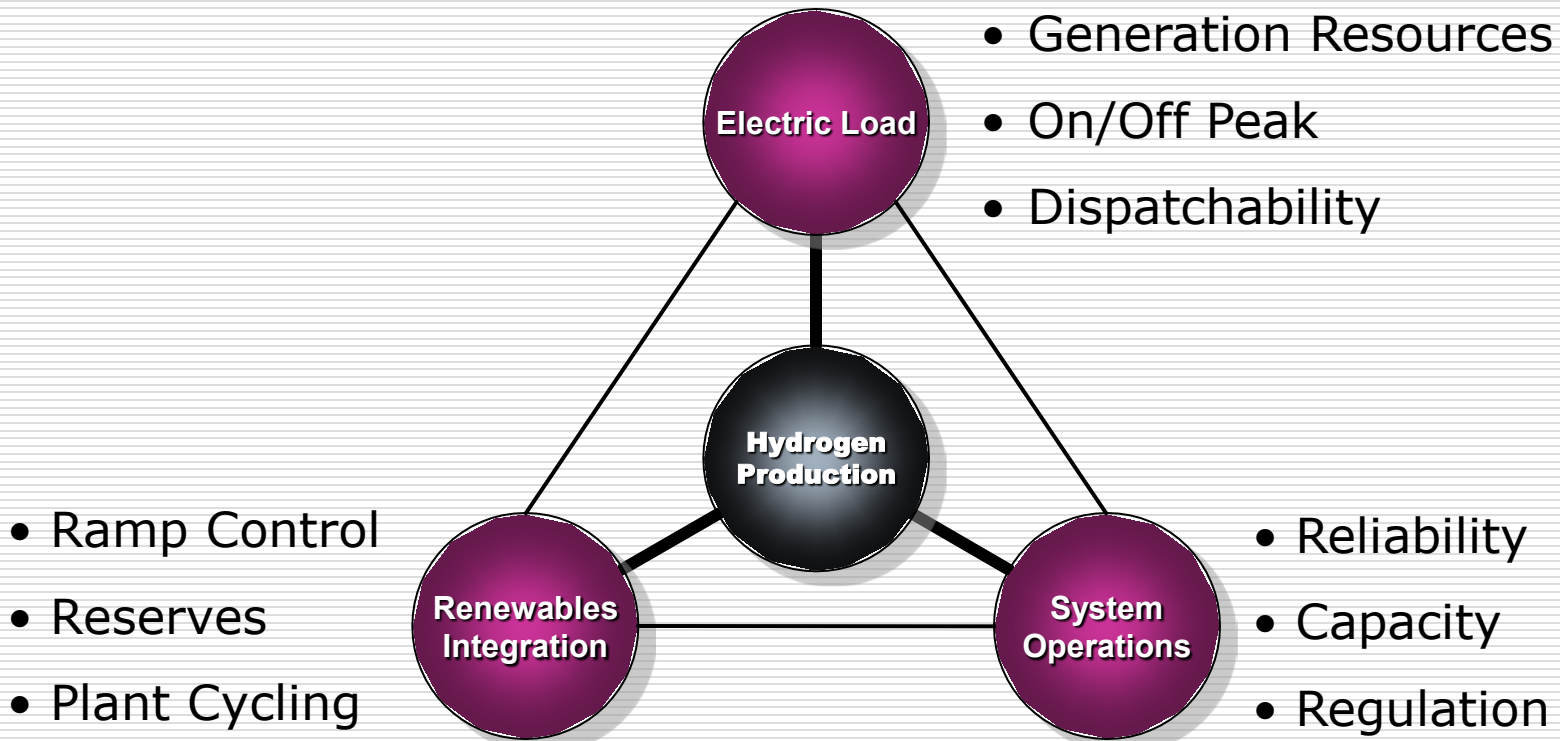 Electric Load
• Generation Resources
• On/Off Peak
• Dispatchability
Hydrogen
Production
• Ramp Control
• Reserves
• Plant Cycling
Renewables
Integration
System
Operations
• Reliability
• Capacity
• Regulation